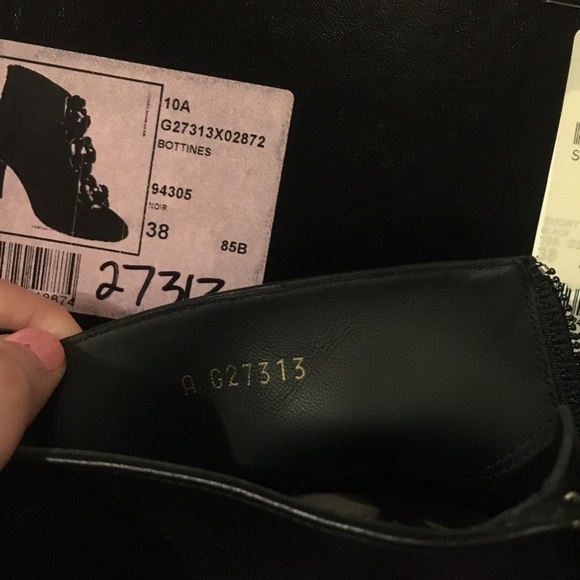 10A
G27313X02872
BOTTINES
94305
NOIR
38
85B
27313
A G27313